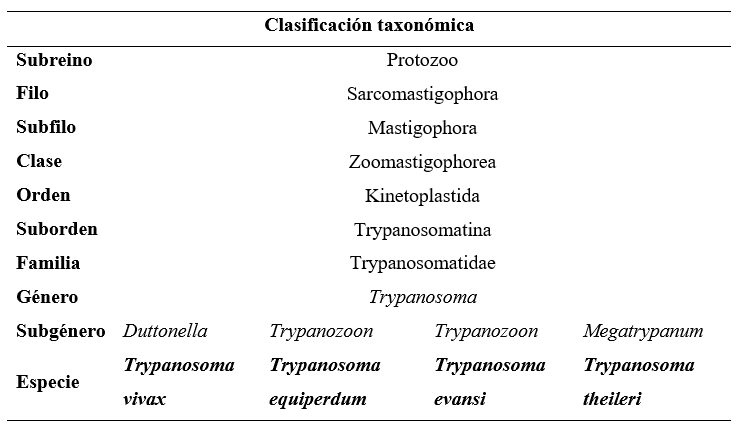 Clasificación taxonómica
Subreino Protozoo
Filo Sarcomastigophora
Subfilo Mastigophora
Clase Zoomastigophorea
Orden Kinetoplastida
Suborden Trypanosomatina
Familia Trypanosomatidae
Género Trypanosoma
Subgénero Duttonella Trypanozoon Trypanozoon Megatrypanum
Especie Trypanosoma Trypanosoma Trypanosoma Trypanosoma
vivax equiperdum evansi theileri